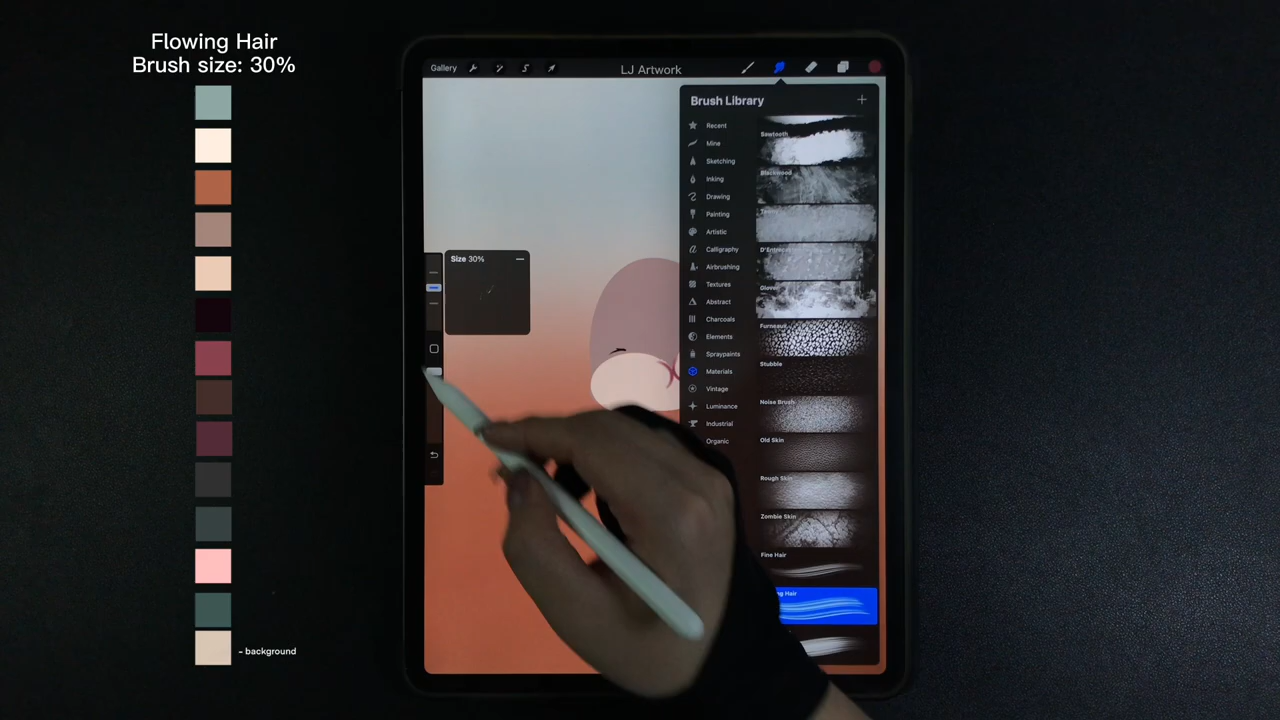 Flowing Hair
Brush size: 30%
- background
Gallery
LJ Artwork
Brush Library
Recent
Mine
Sketching
Inking
Drawing
Painting
Artistic
Calligraphy
Airbrushing
Textures
Abstract
Charcoals
Elements
Spraypaints
Materials
Vintage
Luminance
Industrial
Organic
Sawtooth
Blackwood
Furneaux
Stubble
Noise Brush
Old Skin
Rough Skin
Zombie Skin
Fine Hair
Hair
Size 30%